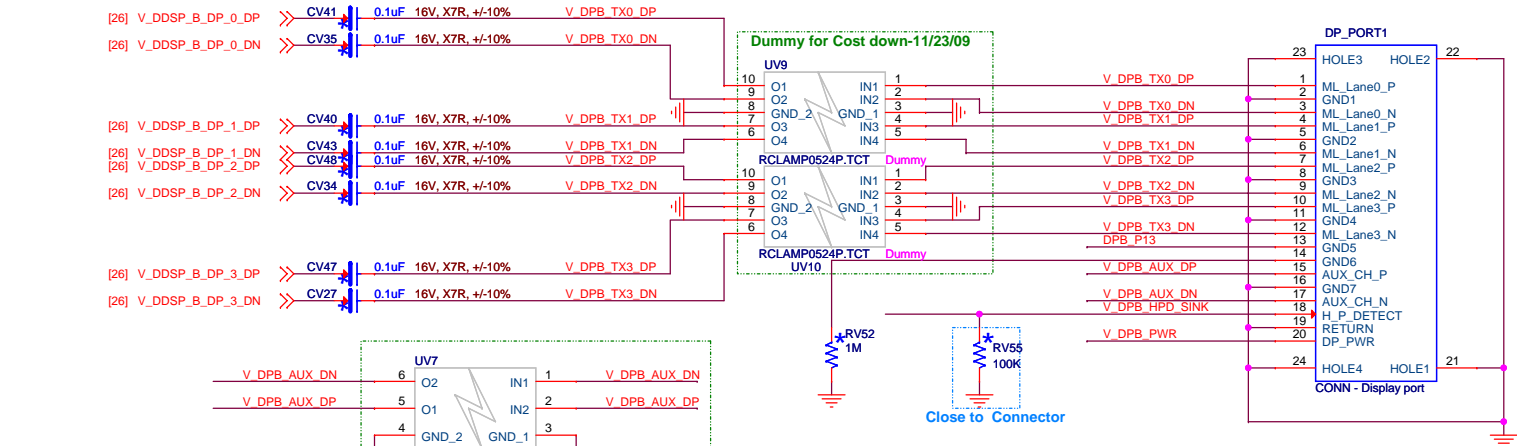 [26] V_DDSP_B_DP_0_DP CV41 0.1uF 16V, X7R, +/-10% V_DPB_TX0_DP
[26] V_DDSP_B_DP_0_DN CV35 0.1uF 16V, X7R, +/-10% V_DPB_TX0_DN
[26] V_DDSP_B_DP_1_DP CV40 0.1uF 16V, X7R, +/-10% V_DPB_TX1_DP
[26] V_DDSP_B_DP_1_DN CV43 0.1uF 16V, X7R, +/-10% V_DPB_TX1_DN
[26] V_DDSP_B_DP_2_DP CV48 0.1uF 16V, X7R, +/-10% V_DPB_TX2_DP
[26] V_DDSP_B_DP_2_DN CV34 0.1uF 16V, X7R, +/-10% V_DPB_TX2_DN
[26] V_DDSP_B_DP_3_DP CV47 0.1uF 16V, X7R, +/-10% V_DPB_TX3_DP
[26] V_DDSP_B_DP_3_DN CV27 0.1uF 16V, X7R, +/-10% V_DPB_TX3_DN
Dummy for Cost down-11/23/09
UV9
10 O1 IN1 1
9 O2 IN2 2
8 GND_2 GND_1 3
7 O3 IN3 4
6 O4 IN4 5
RCLAMP0524P.TCT Dummy
10 O1 IN1 1
9 O2 IN2 2
8 GND_2 GND_1 3
7 O3 IN3 4
6 O4 IN4 5
RCLAMP0524P.TCT Dummy
UV10
V_DPB_TX0_DP
V_DPB_TX0_DN
V_DPB_TX1_DP
V_DPB_TX1_DN
V_DPB_TX2_DP
V_DPB_TX2_DN
V_DPB_TX3_DP
V_DPB_TX3_DN
DPB_P13
V_DPB_AUX_DP
V_DPB_AUX_DN
V_DPB_HPD_SINK
V_DPB_PWR
DP_PORT1
23 HOLE3 HOLE2 22
1 ML_Lane0_P
2 GND1
3 ML_Lane0_N
4 ML_Lane1_P
5 GND2
6 ML_Lane1_N
7 ML_Lane2_P
8 GND3
9 ML_Lane2_N
10 ML_Lane3_P
11 GND4
12 ML_Lane3_N
13 GND5
14 GND6
15 AUX_CH_P
16 GND7
17 AUX_CH_N
18 H_P_DETECT
19 RETURN
20 DP_PWR
24 HOLE4 HOLE1 21
CONN - Display port
RV52
1M
RV55
100K
Close to Connector
UV7
V_DPB_AUX_DN 6 O2 IN1 1 V_DPB_AUX_DN
V_DPB_AUX_DP 5 O1 IN2 2 V_DPB_AUX_DP
4 GND_2 GND_1 3